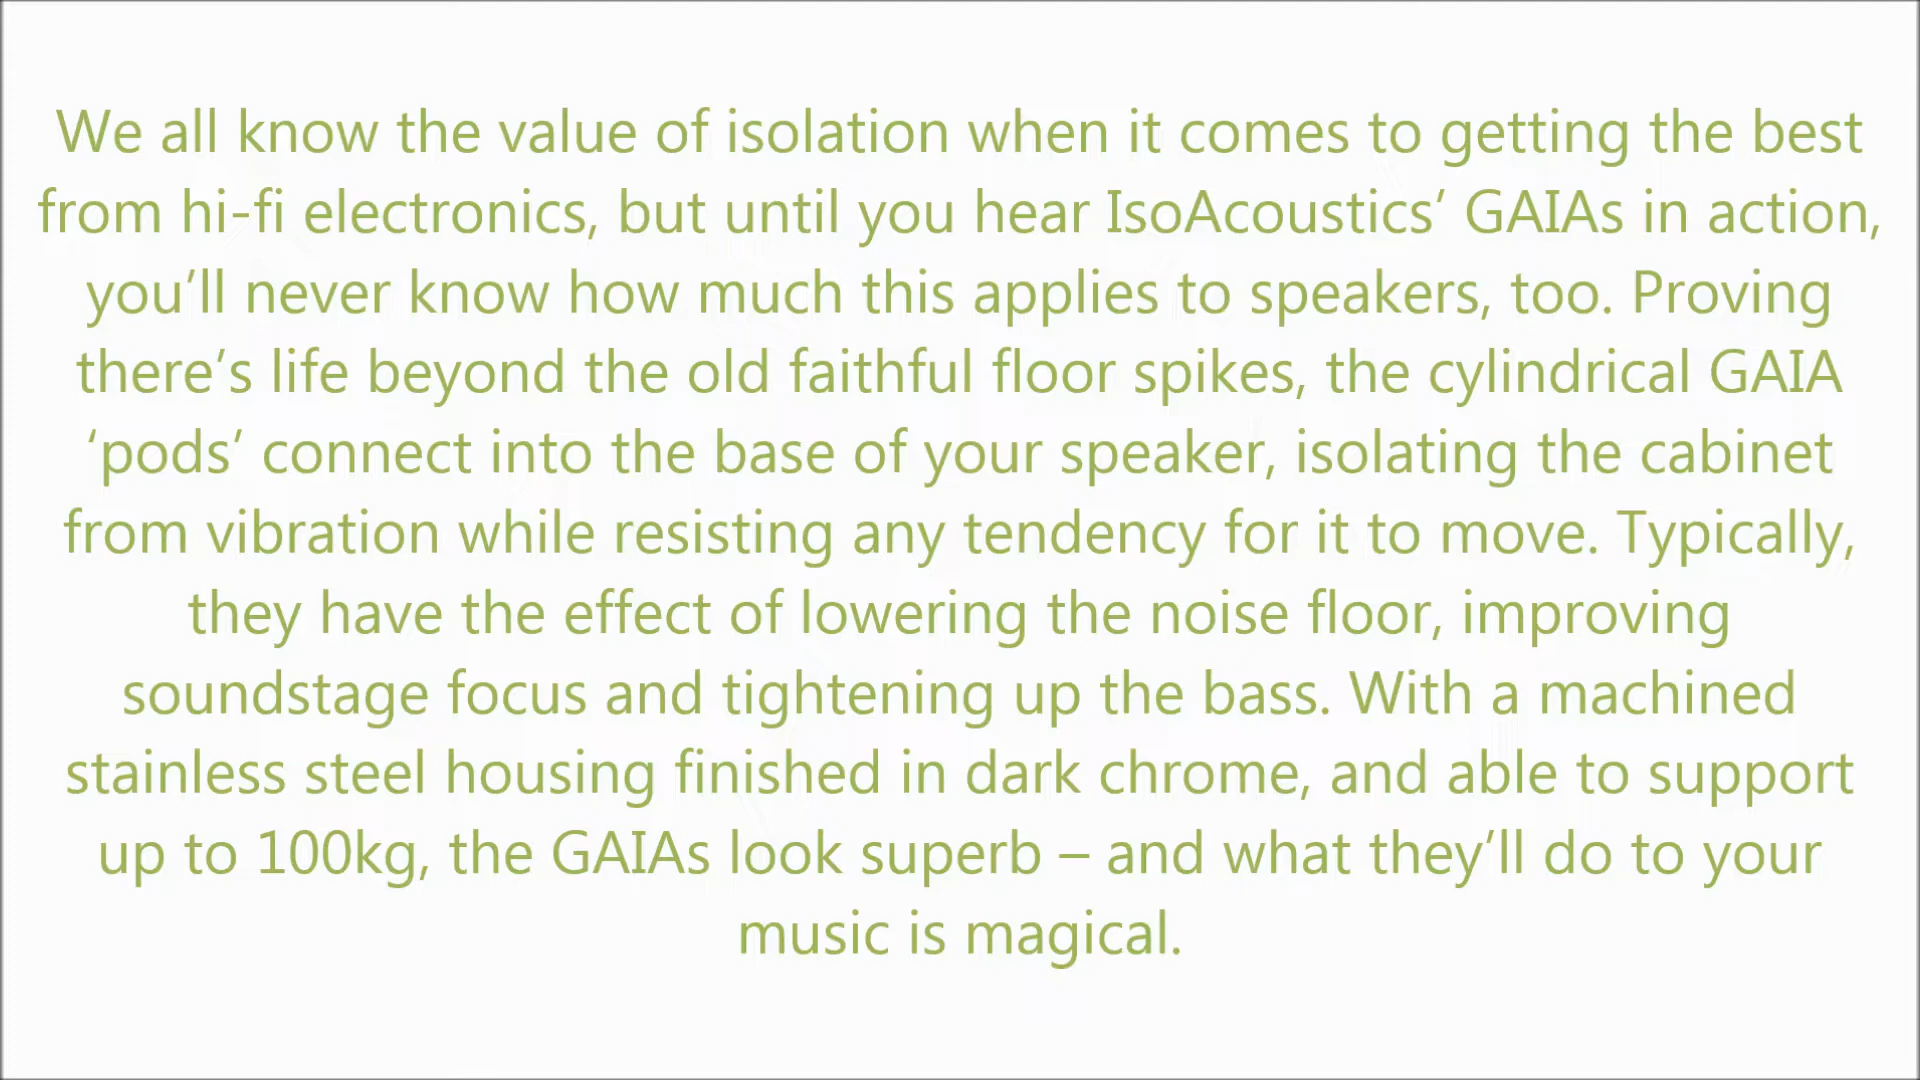 We all know the value of isolation when it comes to getting the best
from hi-fi electronics, but until you hear IsoAcoustics’ GAIAs in action,
you’ll never know how much this applies to speakers, too. Proving
there’s life beyond the old faithful floor spikes, the cylindrical GAIA
‘pods’ connect into the base of your speaker, isolating the cabinet
from vibration while resisting any tendency for it to move. Typically,
they have the effect of lowering the noise floor, improving
soundstage focus and tightening up the bass. With a machined
stainless steel housing finished in dark chrome, and able to support
up to 100kg, the GAIAs look superb – and what they’ll do to your
music is magical.